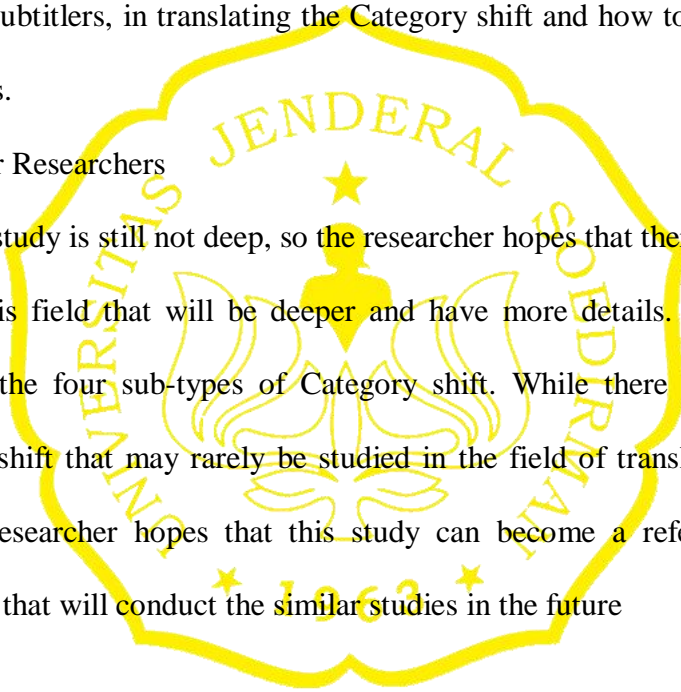 ubtitlers, in translating the Category shift and how to
s.
r Researchers
study is still not deep, so the researcher hopes that the
is field that will be deeper and have more details.
the four sub-types of Category shift. While there
shift that may rarely be studied in the field of transl
esearcher hopes that this study can become a refe
that will conduct the similar studies in the future
UNIVERSITAS JENDERAL SOEDIRMAN
1963